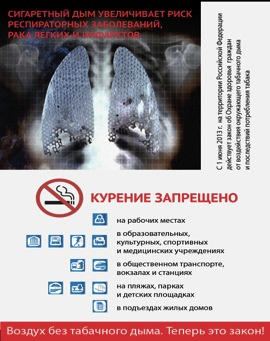 СИГАРЕТНЫЙ ДЫМ УВЕЛИЧИВАЕТ РИСК
РЕСПИРАТОРНЫХ ЗАБОЛЕВАНИЙ,
РАКА ЛЕГКИХ И
С 1 июня 2013 г. на территории Российской Федерации
действует закон об Охране здоровья граждан
от воздействия окружающего табачного дыма
и последствий потребления табака
КУРЕНИЕ ЗАПРЕЩЕНО
на рабочих местах
в образовательных,
культурных, спортивных
и медицинских учреждениях
в общественном транспорте,
вокзалах и станциях
на пляжах, парках
и детских площадках
в подъездах жилых домов
Воздух без табачного дыма. Теперь это закон!